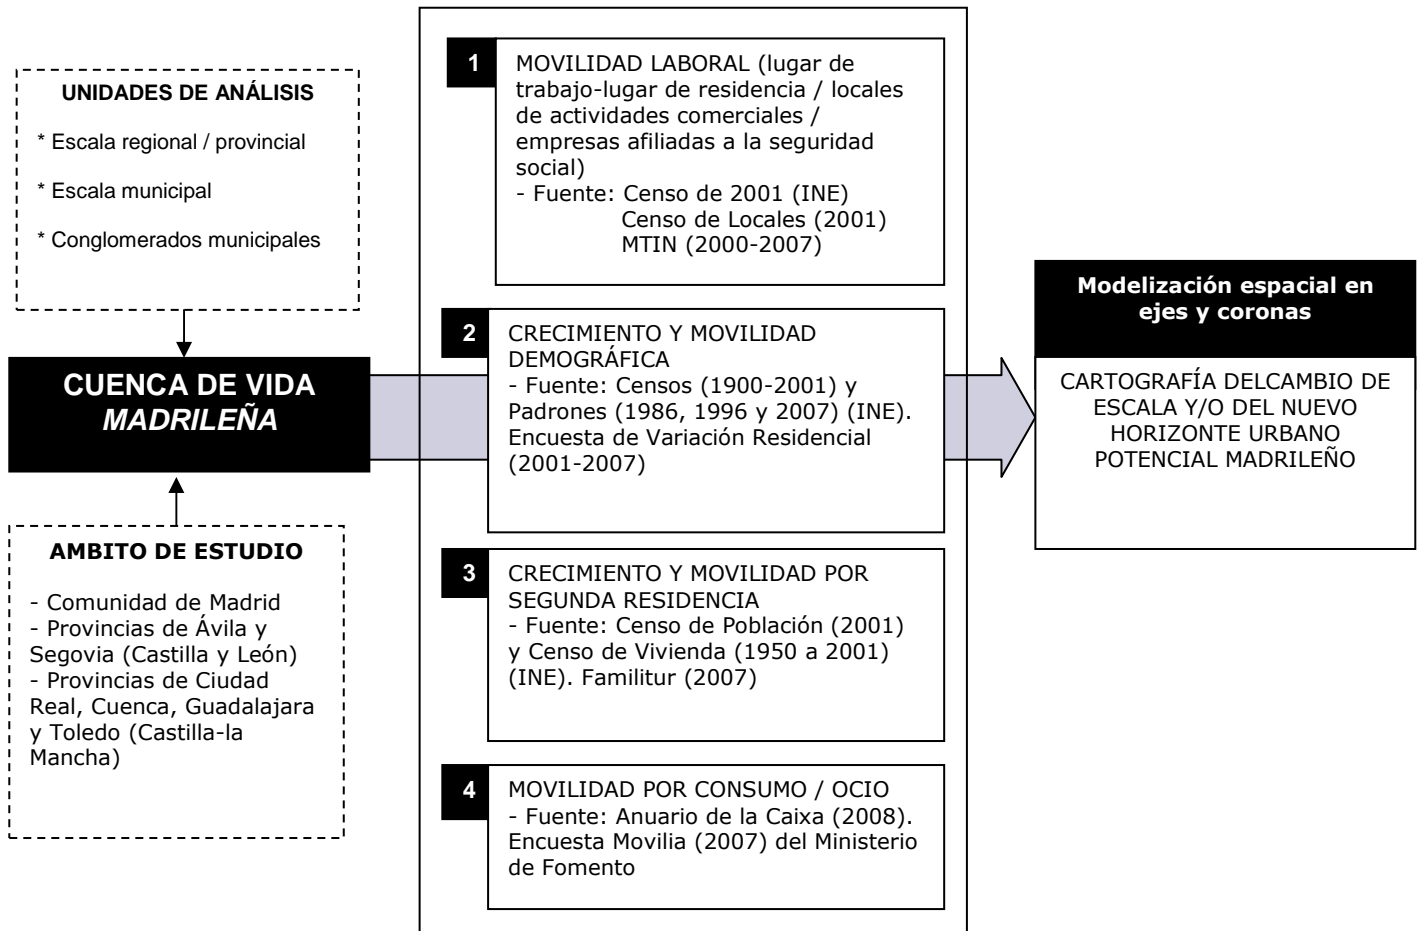 UNIDADES DE ANÁLISIS
* Escala regional / provincial
* Escala municipal
* Conglomerados municipales
CUENCA DE VIDA
MADRILEÑA
AMBITO DE ESTUDIO
- Comunidad de Madrid
- Provincias de Ávila y
Segovia (Castilla y León)
- Provincias de Ciudad
Real, Cuenca, Guadalajara
y Toledo (Castilla-la
Mancha)
1
MOVILIDAD LABORAL (lugar de
trabajo-lugar de residencia / locales
de actividades comerciales /
empresas afiliadas a la seguridad
social)
- Fuente: Censo de 2001 (INE)
Censo de Locales (2001)
MTIN (2000-2007)
2
CRECIMIENTO Y MOVILIDAD
DEMOGRÁFICA
- Fuente: Censos (1900-2001) y
Padrones (1986, 1996 y 2007) (INE).
Encuesta de Variación Residencial
(2001-2007)
3
CRECIMIENTO Y MOVILIDAD POR
SEGUNDA RESIDENCIA
- Fuente: Censo de Población (2001)
y Censo de Vivienda (1950 a 2001)
(INE). Familitur (2007)
4
MOVILIDAD POR CONSUMO / OCIO
- Fuente: Anuario de la Caixa (2008).
Encuesta Movilia (2007) del Ministerio
de Fomento
Modelización espacial en
ejes y coronas
CARTOGRAFÍA DELCAMBIO DE
ESCALA Y/O DEL NUEVO
HORIZONTE URBANO
POTENCIAL MADRILEÑO